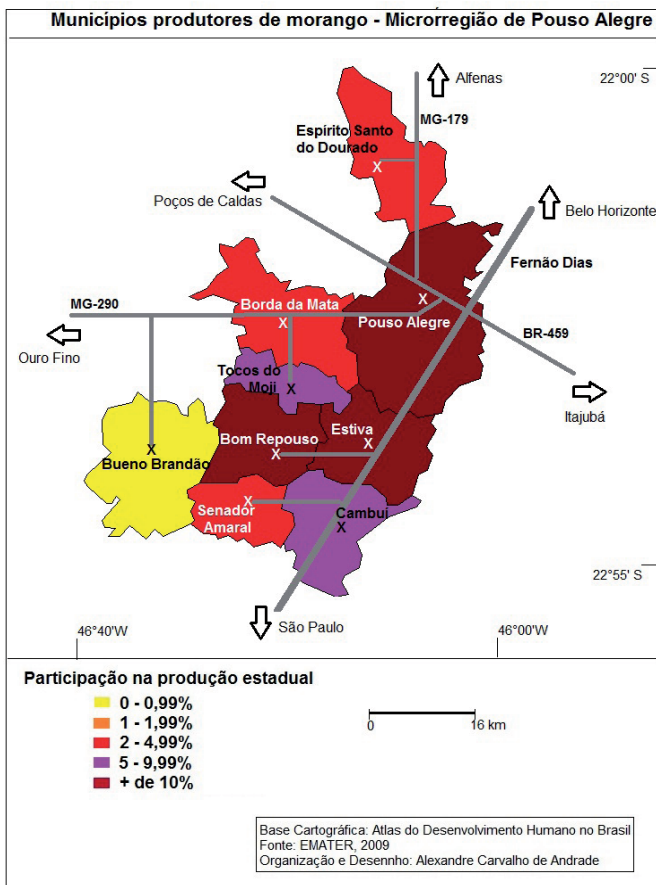 Municípios produtores de morango - Microrregião de Pouso Alegre
22°00' S
Alfenas
MG-179
Espírito Santo
do Dourado
X
Poços de Caldas
Belo Horizonte
Fernão Dias
MG-290
Borda da Mata
X
X
Pouso Alegre
Ouro Fino
BR-459
Tocos do
Moji
X
Itajubá
Estiva
Bom Repouso
X
X
X
Bueno Brandão
X
Senador
Amaral
Cambuí
X
22°55' S
São Paulo
46°40'W
46°00'W
Participação na produção estadual
0 - 0,99%
1 - 1,99%
2 - 4,99%
5 - 9,99%
+ de 10%
0
16 km
Base Cartográfica: Atlas do Desenvolvimento Humano no Brasil
Fonte: EMATER, 2009
Organização e Desennho: Alexandre Carvalho de Andrade